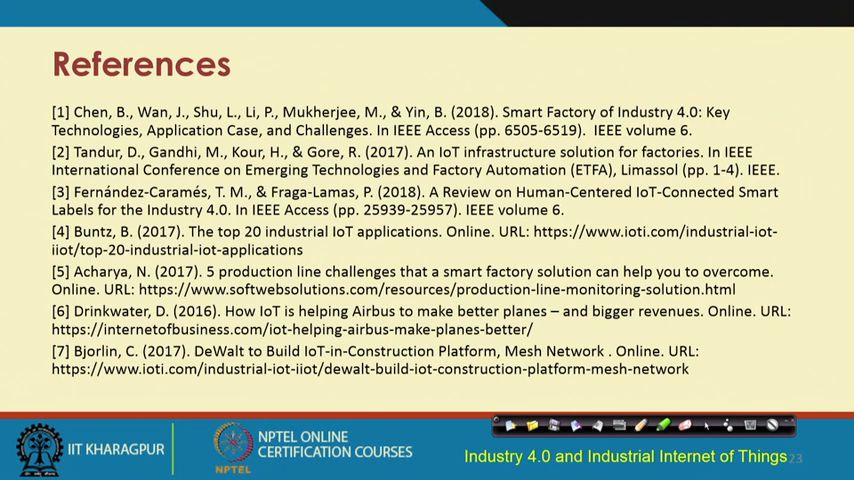 References
[1] Chen, B., Wan, J., Shu, L., Li, P., Mukherjee, M., & Yin, B. (2018). Smart Factory of Industry 4.0: Key
Technologies, Application Case, and Challenges. In IEEE Access (pp. 6505-6519). IEEE volume 6.
[2] Tandur, D., Gandhi, M., Kour, H., & Gore, R. (2017). An IoT infrastructure solution for factories. In IEEE
International Conference on Emerging Technologies and Factory Automation (ETFA), Limassol (pp. 1-4). IEEE.
[3] Fernández-Caramés, T. M., & Fraga-Lamas, P. (2018). A Review on Human-Centered IoT-Connected Smart
Labels for the Industry 4.0. In IEEE Access (pp. 25939-25957). IEEE volume 6.
[4] Buntz, B. (2017). The top 20 industrial IoT applications. Online. URL: https://www.ioti.com/industrial-iot-
iiot/top-20-industrial-iot-applications
[5] Acharya, N. (2017). 5 production line challenges that a smart factory solution can help you to overcome.
Online. URL: https://www.softwebsolutions.com/resources/production-line-monitoring-solution.html
[6] Drinkwater, D. (2016). How IoT is helping Airbus to make better planes – and bigger revenues. Online. URL:
https://internetofbusiness.com/iot-helping-airbus-make-planes-better/
[7] Bjorlin, C. (2017). DeWalt to Build IoT-in-Construction Platform, Mesh Network . Online. URL:
https://www.ioti.com/industrial-iot-iiot/dewalt-build-iot-construction-platform-mesh-network
IIT KHARAGPUR
NPTEL
NPTEL ONLINE
CERTIFICATION COURSES
Industry 4.0 and Industrial Internet of Things
23